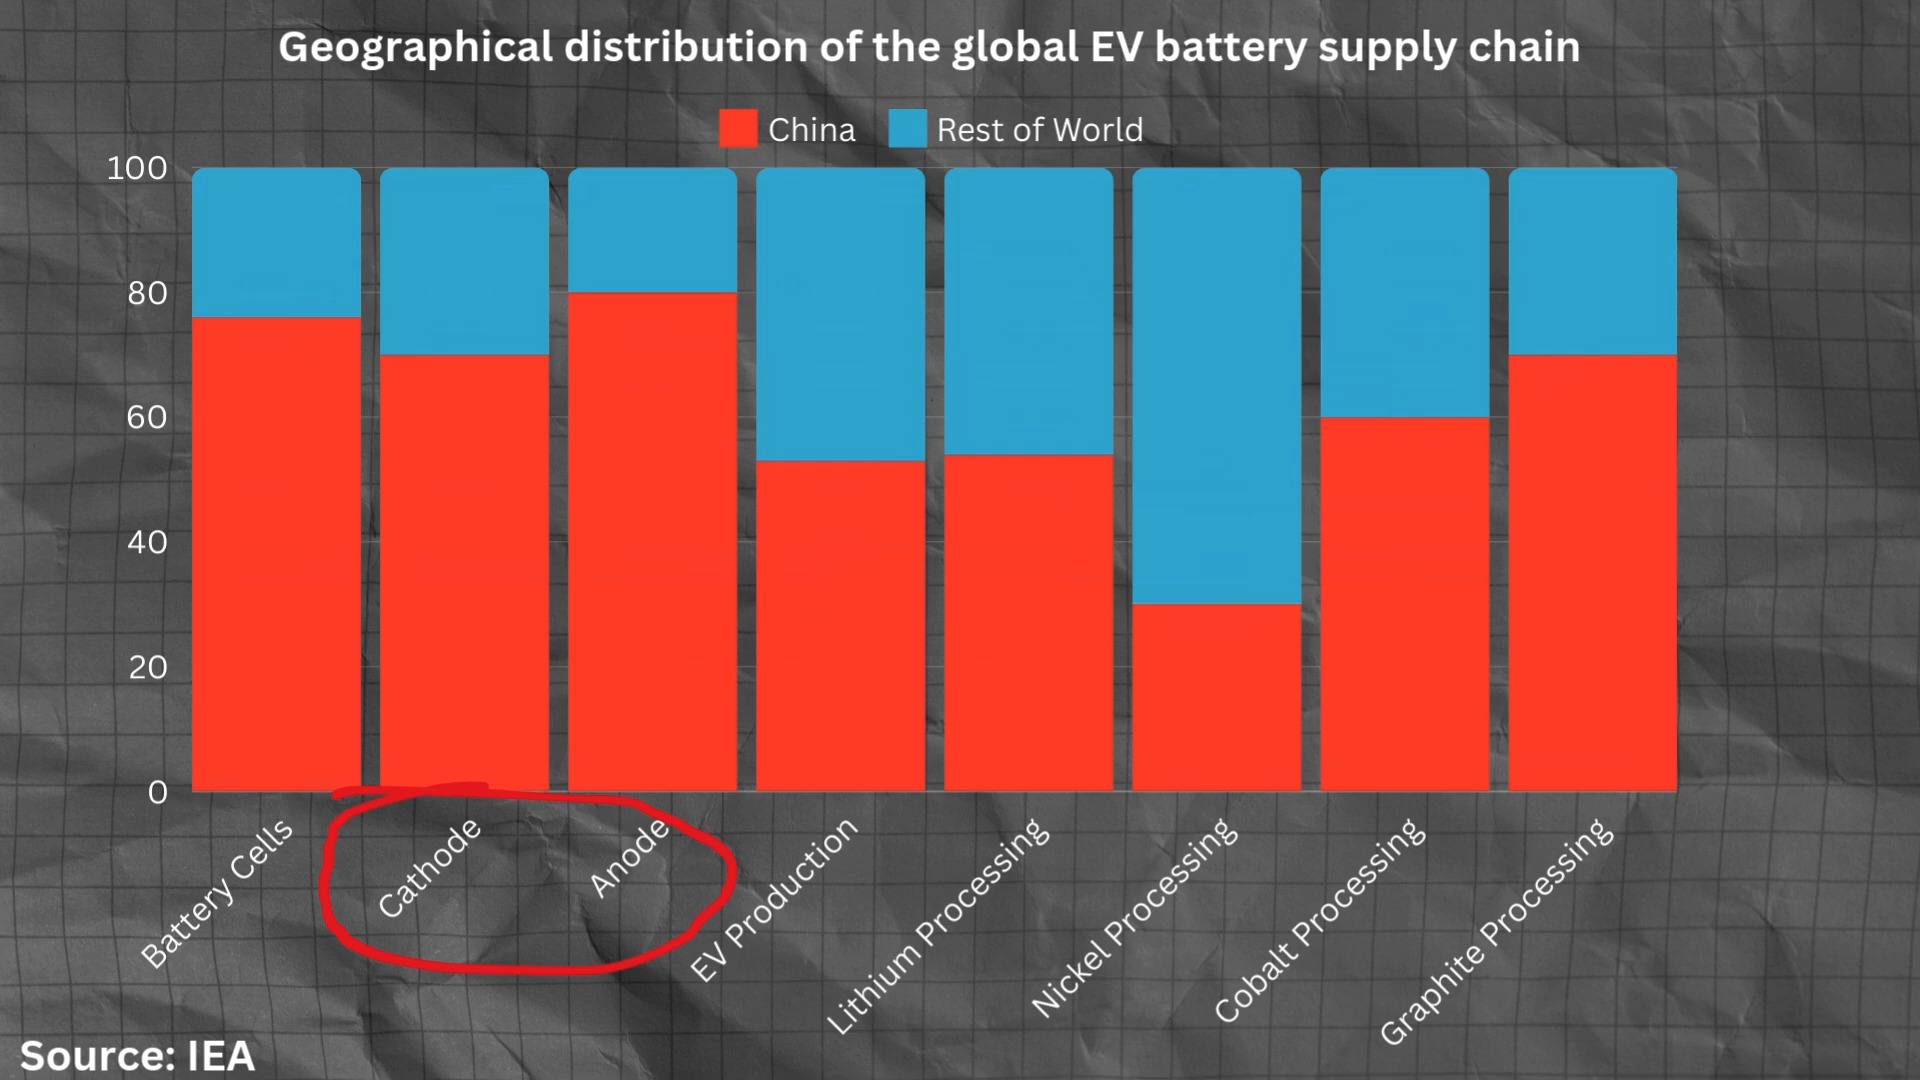 Geographical distribution of the global EV battery supply chain
China
Rest of World
100
80
60
40
20
0
Battery Cells
Cathode
Anode
EV Production
Lithium Processing
Nickel Processing
Cobalt Processing
Graphite Processing
Source: IEA